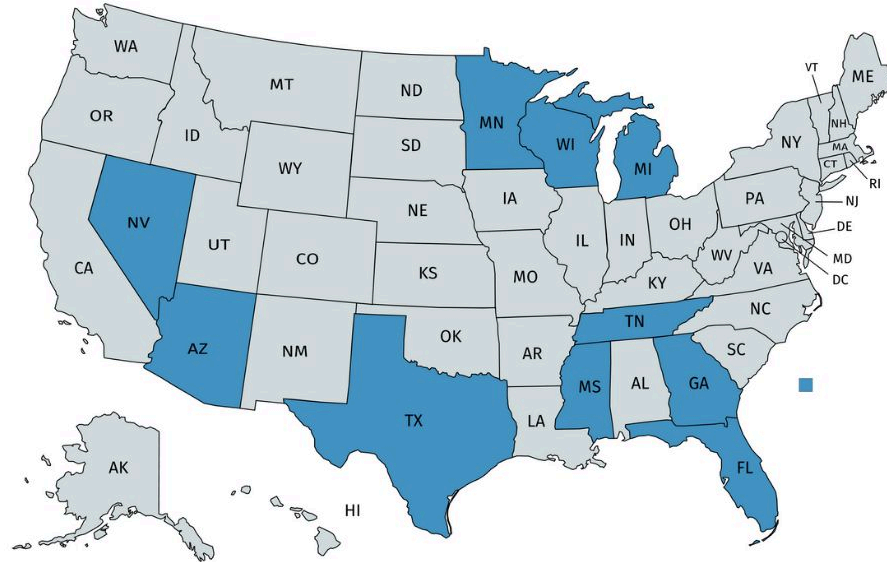 WA
MT
ND
MN
VT
ME
OR
ID
SD
WI
MI
NY
NH
MA
CT
RI
WY
IA
PA
NJ
NE
NV
UT
CO
IL
IN
OH
DE
CA
KS
MO
WV
VA
MD
KY
DC
NC
TN
AZ
NM
OK
AR
SC
MS
AL
GA
TX
LA
AK
FL
HI